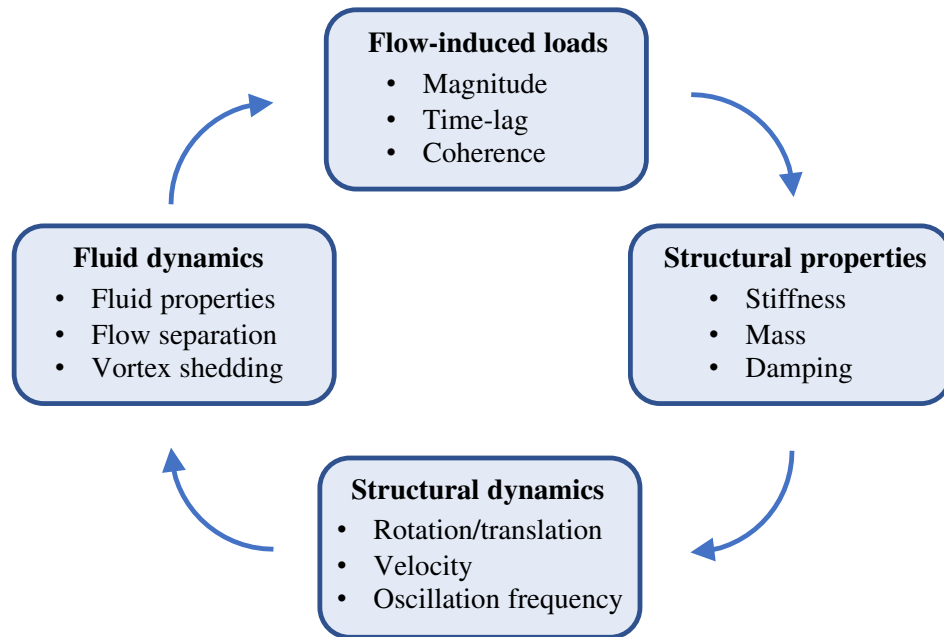 Flow-induced loads
• Magnitude
• Time-lag
• Coherence
Fluid dynamics
• Fluid properties
• Flow separation
• Vortex shedding
Structural properties
• Stiffness
• Mass
• Damping
Structural dynamics
• Rotation/translation
• Velocity
• Oscillation frequency